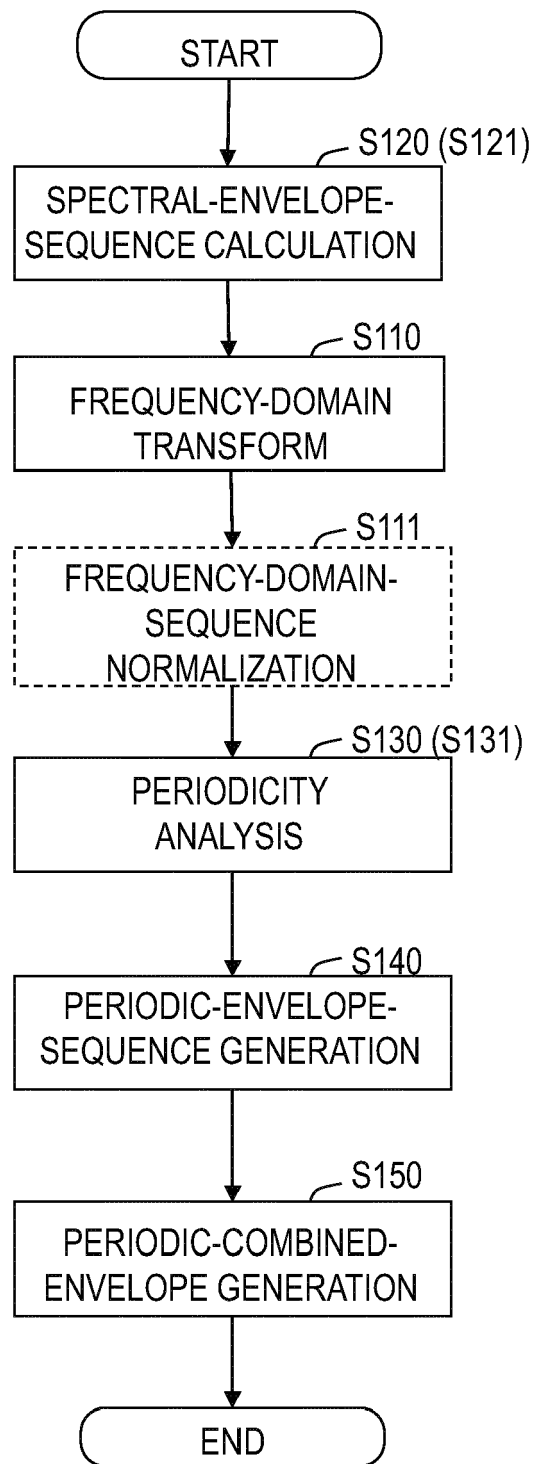 START
S120 (S121)
SPECTRAL-ENVELOPE-
SEQUENCE CALCULATION
S110
FREQUENCY-DOMAIN
TRANSFORM
S111
FREQUENCY-DOMAIN-
SEQUENCE
NORMALIZATION
S130 (S131)
PERIODICITY
ANALYSIS
S140
PERIODIC-ENVELOPE-
SEQUENCE GENERATION
S150
PERIODIC-COMBINED-
ENVELOPE GENERATION
END